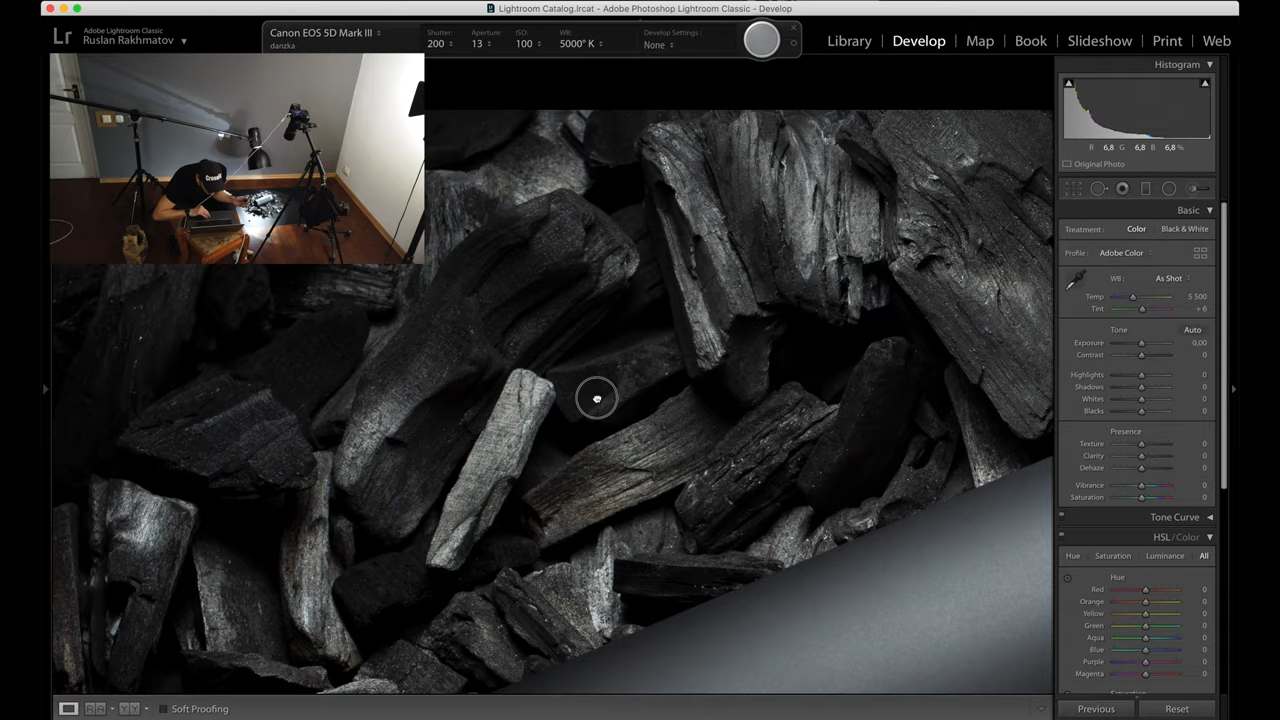 Lightroom Catalog.lrcat - Adobe Photoshop Lightroom Classic - Develop
Lr
Adobe Lightroom Classic
Ruslan Rakhmatov
Canon EOS 5D Mark III
danzka
Shutter: Aperture: ISO: WB:
200 13 100 5000° K
Develop Settings:
None
Library Develop Map Book Slideshow Print Web
Histogram
R 6,8 G 6,8 B 6,8 %
Original Photo
Basic
Treatment: Color Black & White
Profile: Adobe Color
WB: As Shot
Temp 5 500
Tint + 6
Tone Auto
Exposure 0,00
Contrast 0
Highlights 0
Shadows 0
Whites 0
Blacks 0
Presence
Texture 0
Clarity 0
Dehaze 0
Vibrance 0
Saturation 0
Tone Curve
HSL / Color
Hue Saturation Luminance All
Hue
Red 0
Orange 0
Yellow 0
Green 0
Aqua 0
Blue 0
Purple 0
Magenta 0
Soft Proofing
Previous Reset